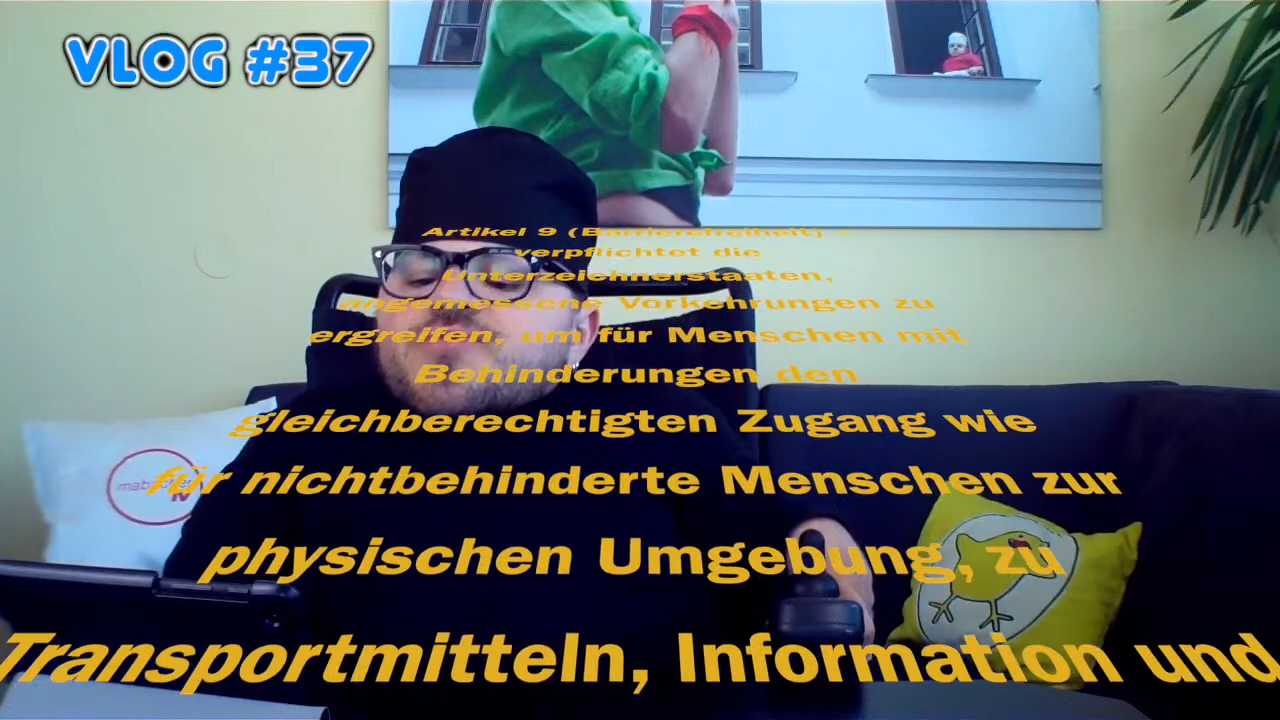 VLOG #37
Artikel 9 (Barrierefreiheit) –
verpflichtet die
Unterzeichnerstaaten,
angemessene Vorkehrungen zu
ergreifen, um für Menschen mit
Behinderungen den
gleichberechtigten Zugang wie
für nichtbehinderte Menschen zur
physischen Umgebung, zu
Transportmitteln, Information und